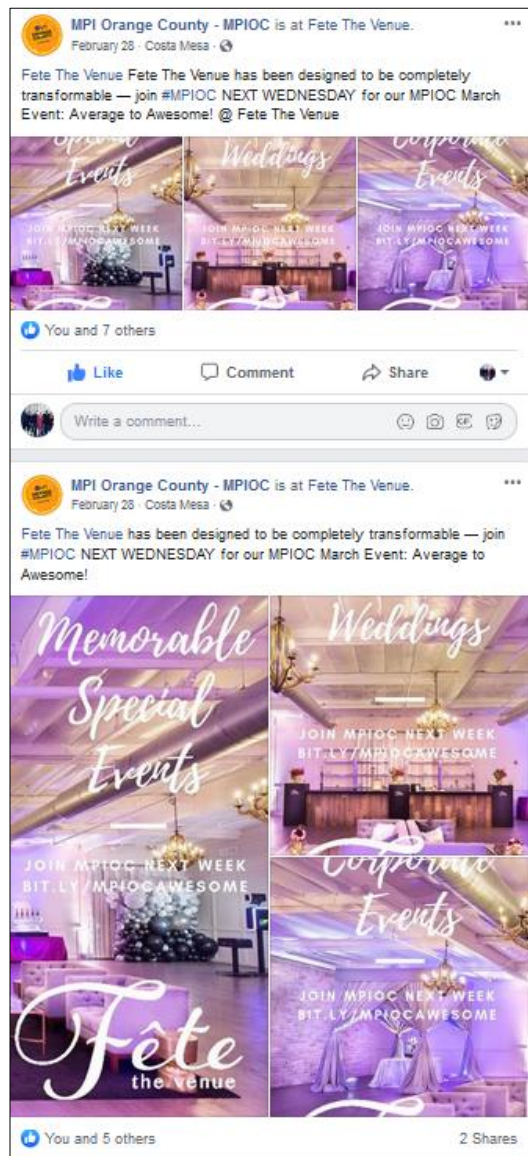 MPI Orange County - MPIOC is at Fete The Venue.
February 28 · Costa Mesa ·
Fete The Venue Fete The Venue has been designed to be completely
transformable — join #MPIOC NEXT WEDNESDAY for our MPIOC March
Event: Average to Awesome! @ Fete The Venue
Special
Events
JOIN MPIOC NEXT WEEK
BIT.LY/MPIOCAWESOME
Weddings
JOIN MPIOC NEXT WEEK
BIT.LY/MPIOCAWESOME
Corporate
Events
JOIN MPIOC NEXT WEEK
BIT.LY/MPIOCAWESOME
You and 7 others
Like
Comment
Share
Write a comment...
GIF
MPI Orange County - MPIOC is at Fete The Venue.
February 28 · Costa Mesa ·
Fete The Venue has been designed to be completely transformable — join
#MPIOC NEXT WEDNESDAY for our MPIOC March Event: Average to
Awesome!
Memorable
Special
Events
JOIN MPIOC NEXT WEEK
BIT.LY/MPIOCAWESOME
Fête
the venue
Weddings
JOIN MPIOC NEXT WEEK
BIT.LY/MPIOCAWESOME
Corporate
Events
JOIN MPIOC NEXT WEEK
BIT.LY/MPIOCAWESOME
You and 5 others
2 Shares